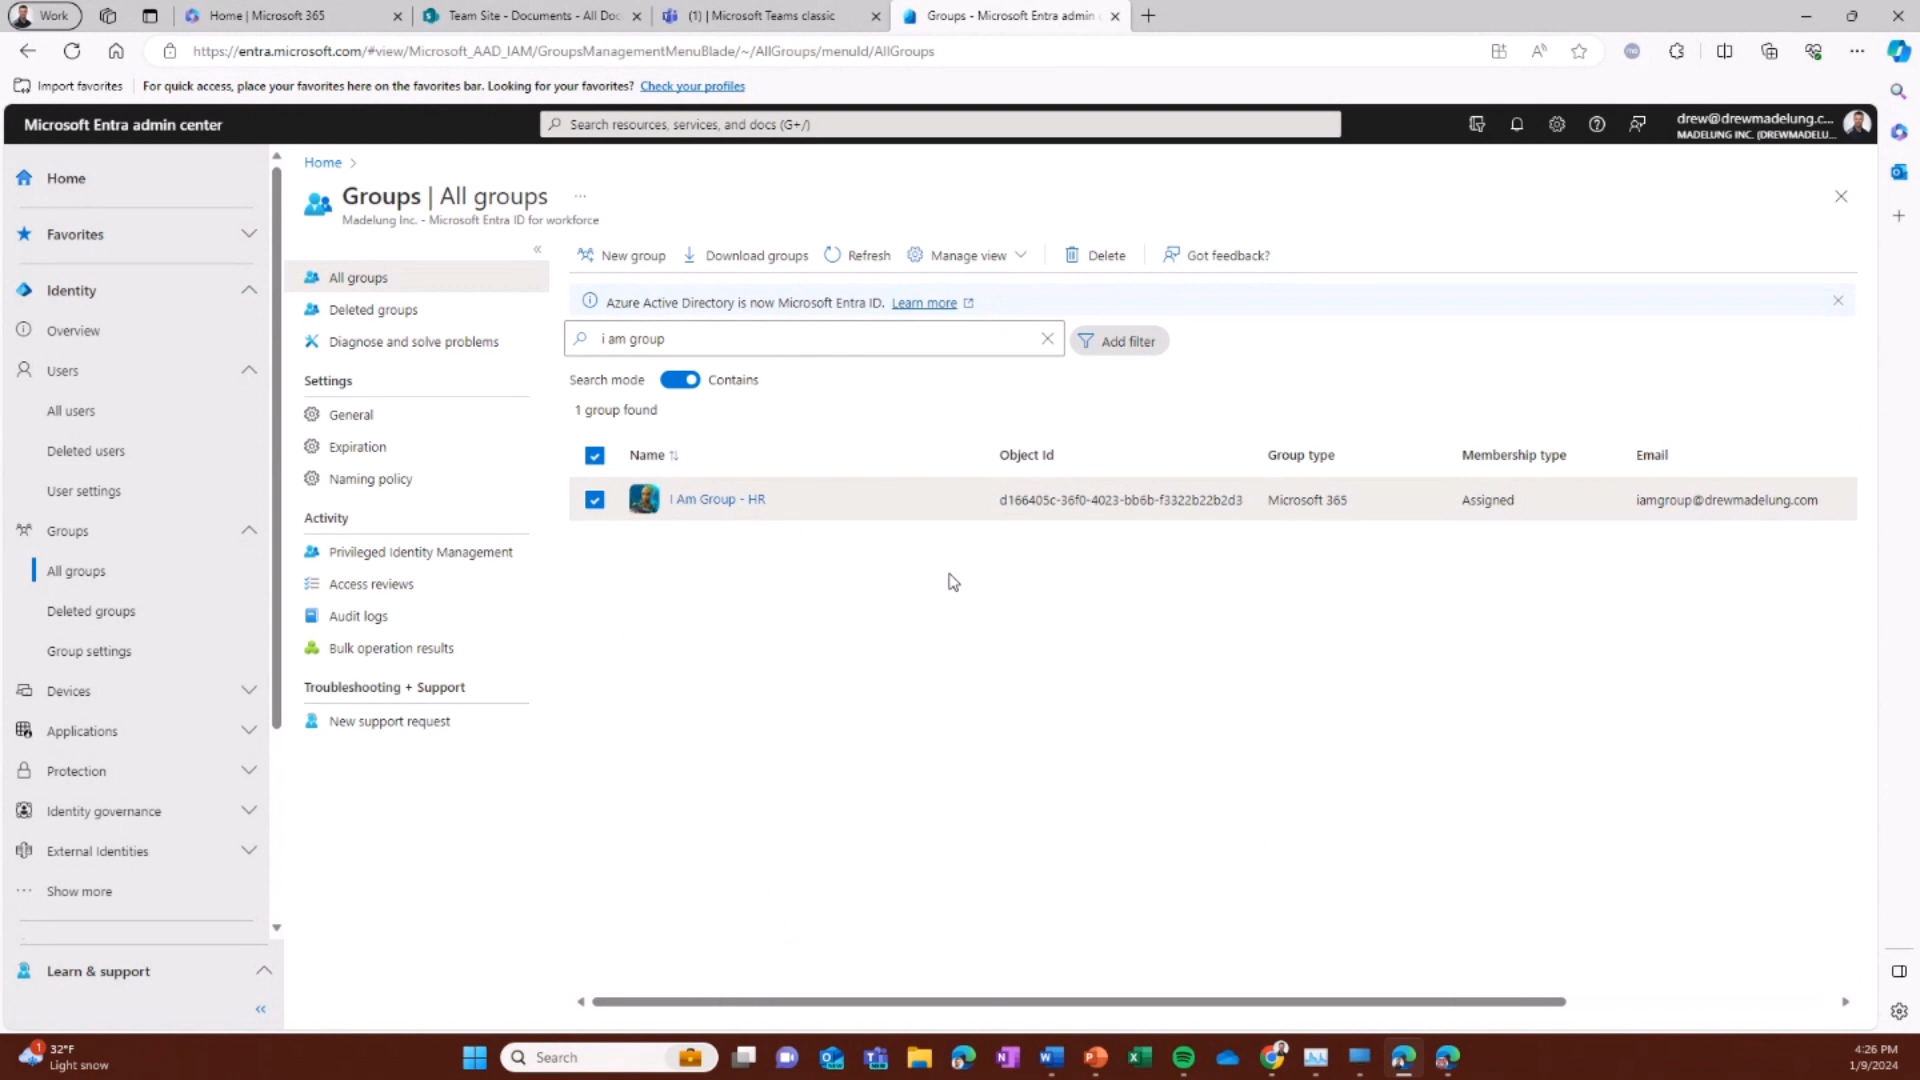 Work
Home | Microsoft 365
Team Site - Documents - All Doc
(1) | Microsoft Teams classic
Groups - Microsoft Entra admin
https://entra.microsoft.com/#view/Microsoft_AAD_IAM/GroupsManagementMenuBlade/~/AllGroups/menuId/AllGroups
Import favorites
For quick access, place your favorites here on the favorites bar. Looking for your favorites? Check your profiles
Microsoft Entra admin center
Search resources, services, and docs (G+/)
drew@drewmadelung.c...
MADELUNG INC. (DREWMADELU...
Home
Favorites
Identity
Overview
Users
All users
Deleted users
User settings
Groups
All groups
Deleted groups
Group settings
Devices
Applications
Protection
Identity governance
External Identities
Show more
Learn & support
Home
Groups | All groups
Madelung Inc. - Microsoft Entra ID for workforce
All groups
Deleted groups
Diagnose and solve problems
Settings
General
Expiration
Naming policy
Activity
Privileged Identity Management
Access reviews
Audit logs
Bulk operation results
Troubleshooting + Support
New support request
New group
Download groups
Refresh
Manage view
Delete
Got feedback?
Azure Active Directory is now Microsoft Entra ID. Learn more
i am group
Add filter
Search mode
Contains
1 group found
Name
Object Id
Group type
Membership type
Email
I Am Group - HR
d166405c-36f0-4023-bb6b-f3322b22b2d3
Microsoft 365
Assigned
iamgroup@drewmadelung.com
1
32°F
Light snow
Search
4:26 PM
1/9/2024